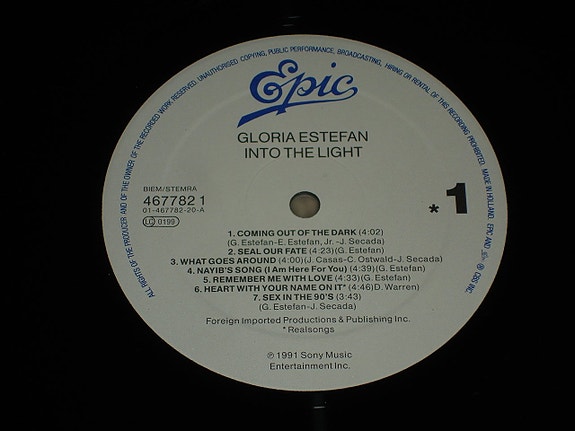 ALL RIGHTS OF THE PRODUCER AND OF THE OWNER OF THE RECORDED WORK RESERVED. UNAUTHORISED COPYING, PUBLIC PERFORMANCE, BROADCASTING, HIRING OR RENTAL OF THIS RECORDING PROHIBITED. MADE IN HOLLAND. EPIC AND
℗ CBS INC
Epic
GLORIA ESTEFAN
INTO THE LIGHT
BIEM/STEMRA
467782 1
01-467782-20-A
LC 0199
* 1
1. COMING OUT OF THE DARK (4:02)
(G. Estefan-E. Estefan, Jr. -J. Secada)
2. SEAL OUR FATE (4:23)(G. Estefan)
3. WHAT GOES AROUND (4:00)(J. Casas-C. Ostwald-J. Secada)
4. NAYIB'S SONG (I Am Here For You) (4:39)(G. Estefan)
5. REMEMBER ME WITH LOVE (4:33)(G. Estefan)
6. HEART WITH YOUR NAME ON IT* (4:46)(D. Warren)
7. SEX IN THE 90'S (3:43)
(G. Estefan-J. Secada)
Foreign Imported Productions & Publishing Inc.
* Realsongs
℗ 1991 Sony Music
Entertainment Inc.